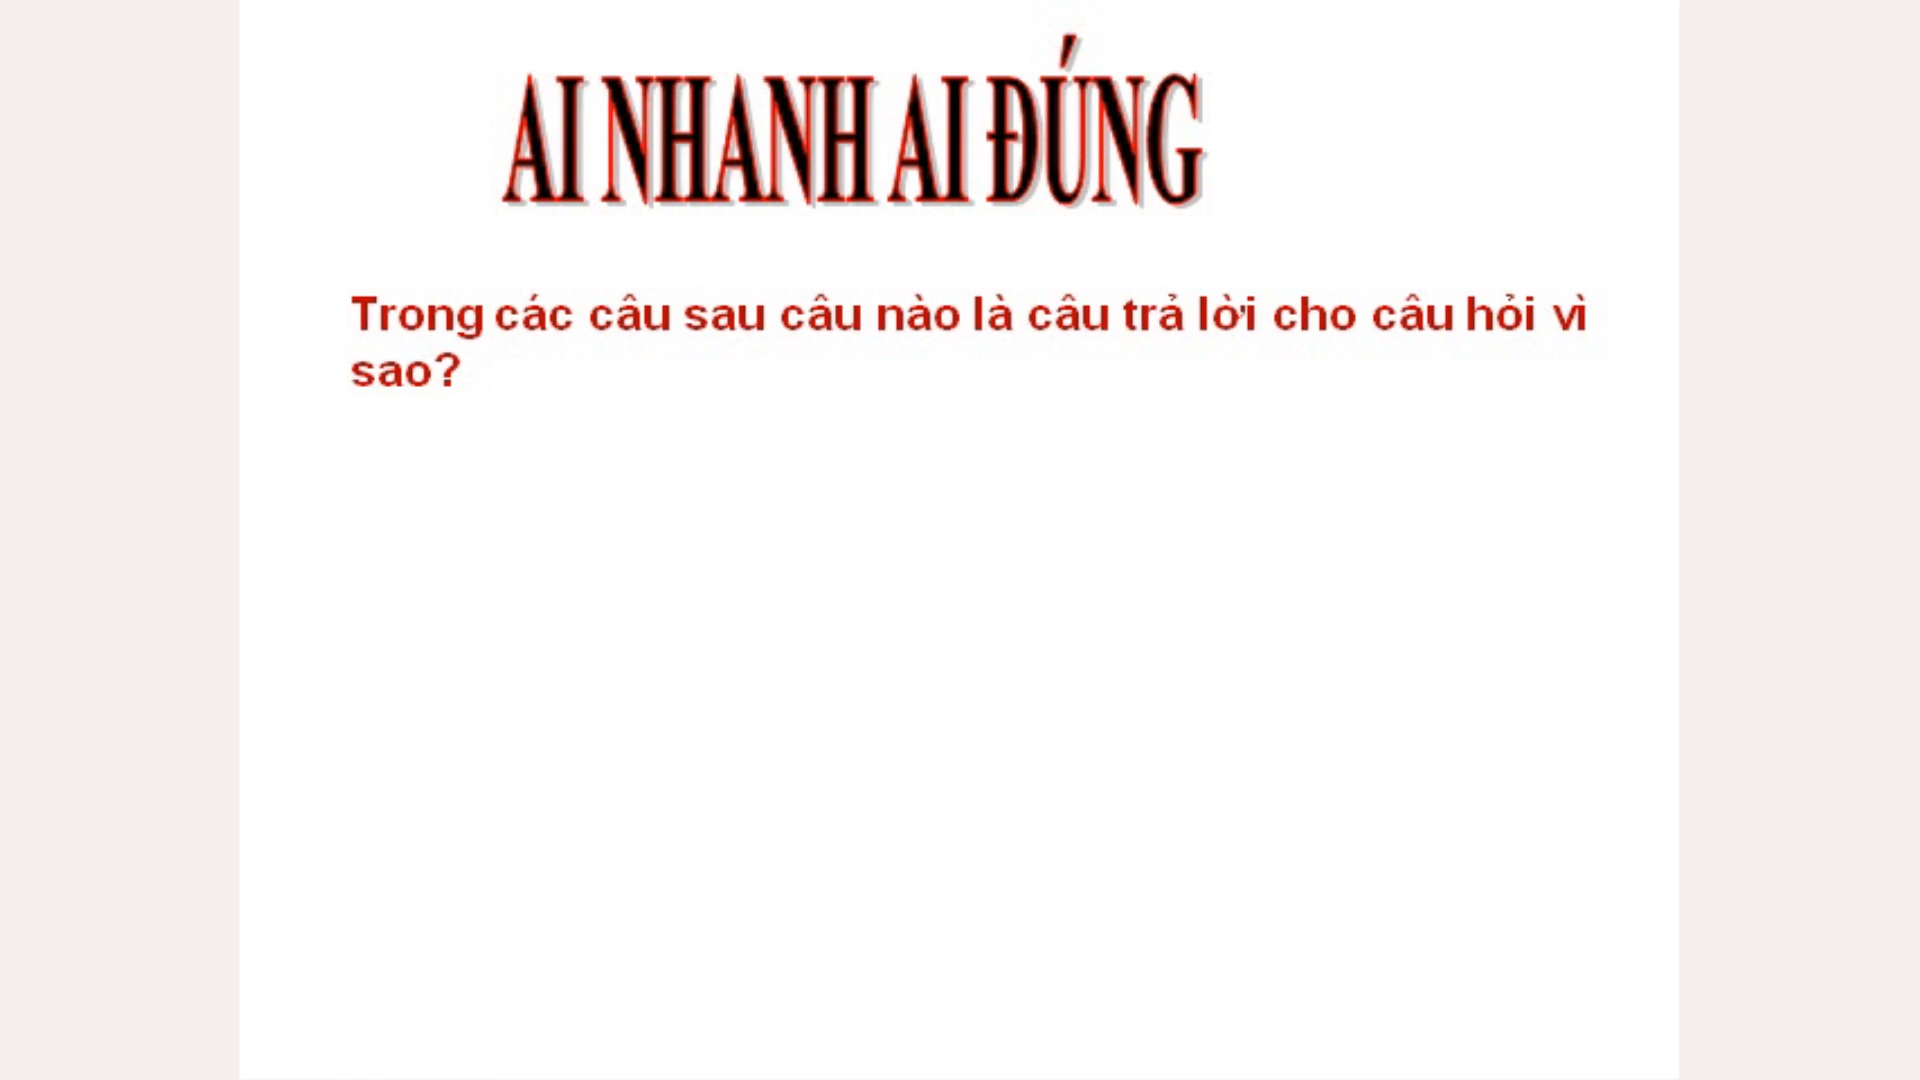 AI NHANH AI ĐÚNG
Trong các câu sau câu nào là câu trả lời cho câu hỏi vì
sao?